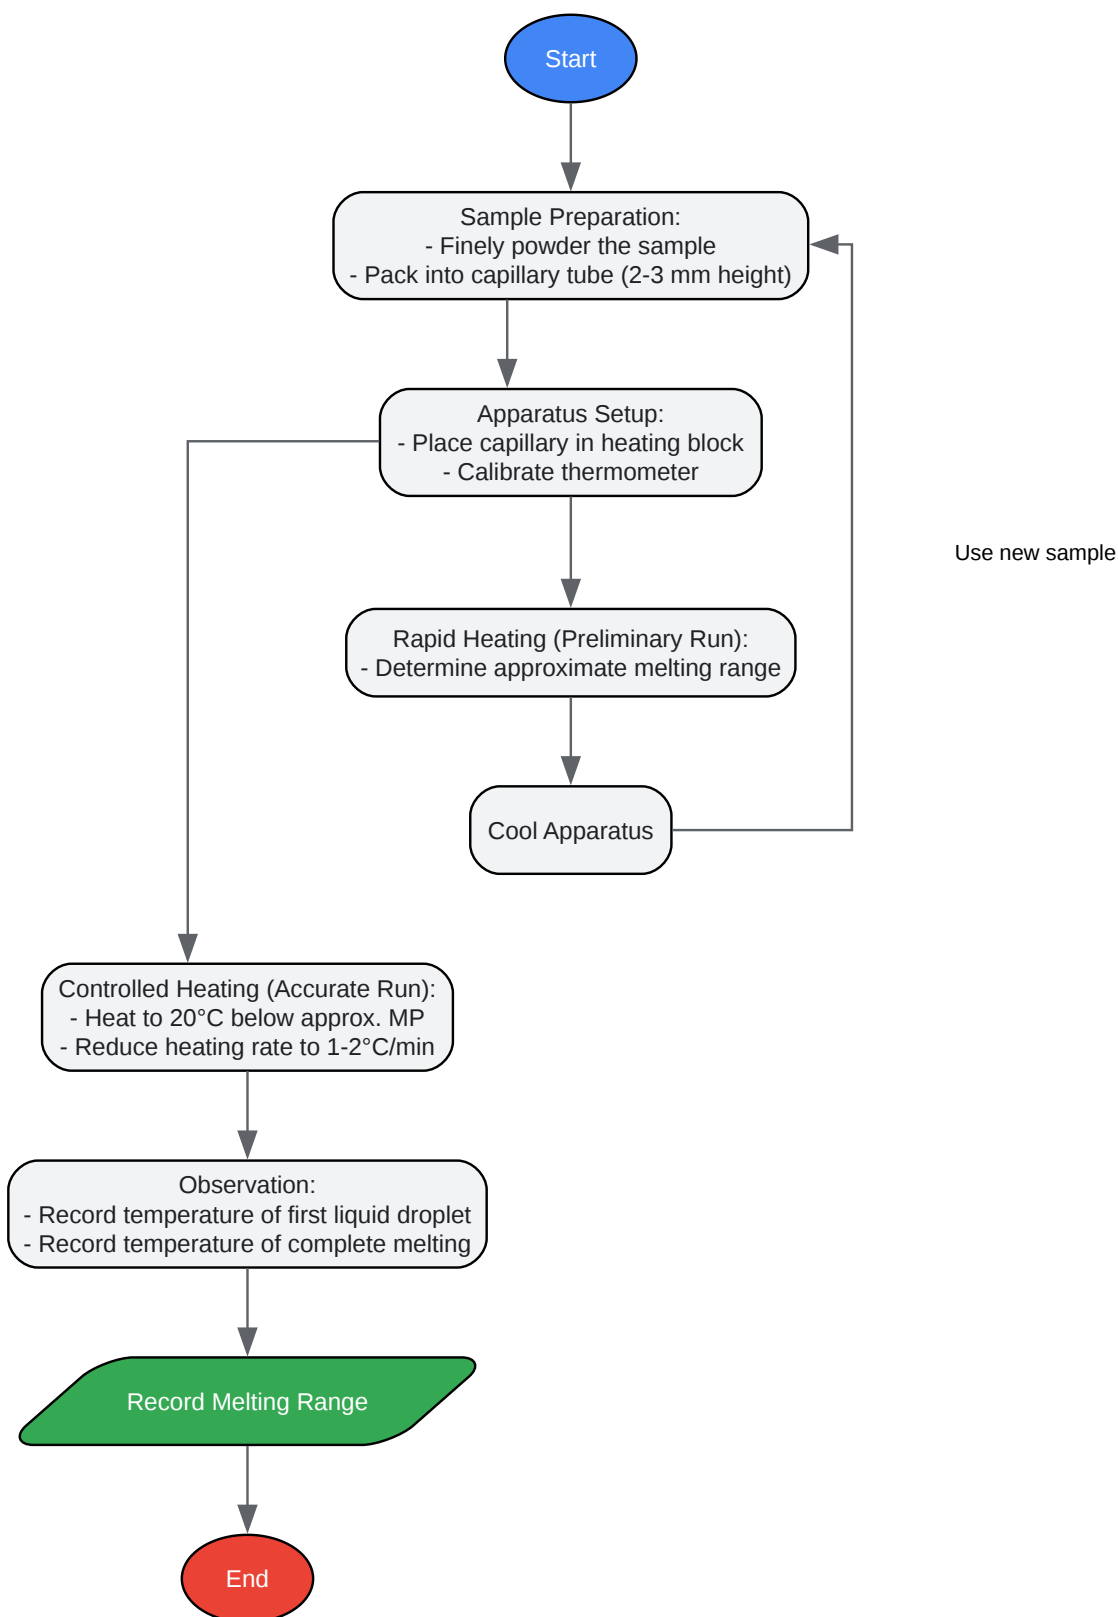 Start
Sample Preparation:
- Finely powder the sample
- Pack into capillary tube (2-3 mm height)
Apparatus Setup:
- Place capillary in heating block
- Calibrate thermometer
Use new sample
Rapid Heating (Preliminary Run):
- Determine approximate melting range
Cool Apparatus
Controlled Heating (Accurate Run):
- Heat to 20°C below approx. MP
- Reduce heating rate to 1-2°C/min
Observation:
- Record temperature of first liquid droplet
- Record temperature of complete melting
Record Melting Range
End